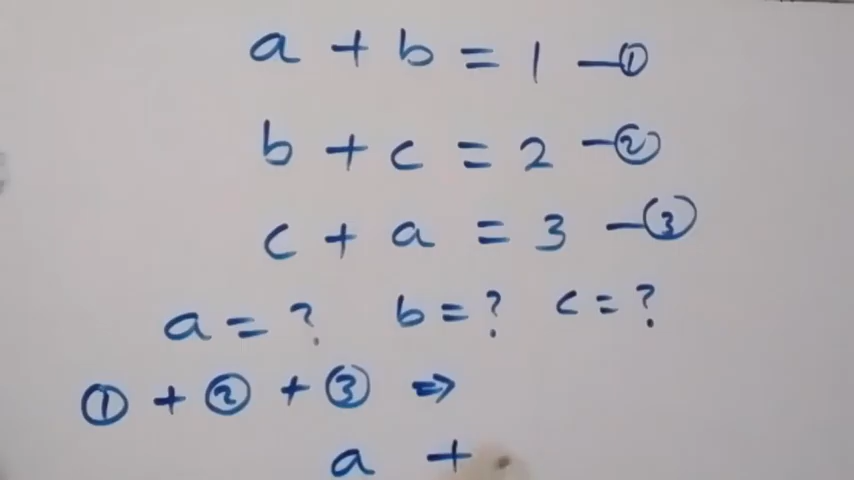 a + b = 1 —①
b + c = 2 —②
c + a = 3 —③
a = ? b = ? c = ?
① + ② + ③ ⇒
a +